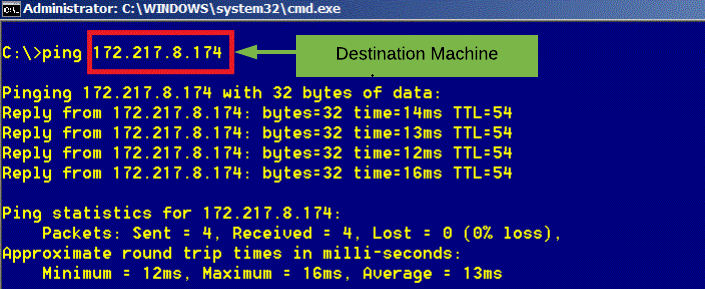 Administrator: C:\WINDOWS\system32\cmd.exe
C:\>ping 172.217.8.174
Destination Machine
Pinging 172.217.8.174 with 32 bytes of data:
Reply from 172.217.8.174: bytes=32 time=14ms TTL=54
Reply from 172.217.8.174: bytes=32 time=13ms TTL=54
Reply from 172.217.8.174: bytes=32 time=12ms TTL=54
Reply from 172.217.8.174: bytes=32 time=16ms TTL=54
Ping statistics for 172.217.8.174:
Packets: Sent = 4, Received = 4, Lost = 0 (0% loss),
Approximate round trip times in milli-seconds:
Minimum = 12ms, Maximum = 16ms, Average = 13ms